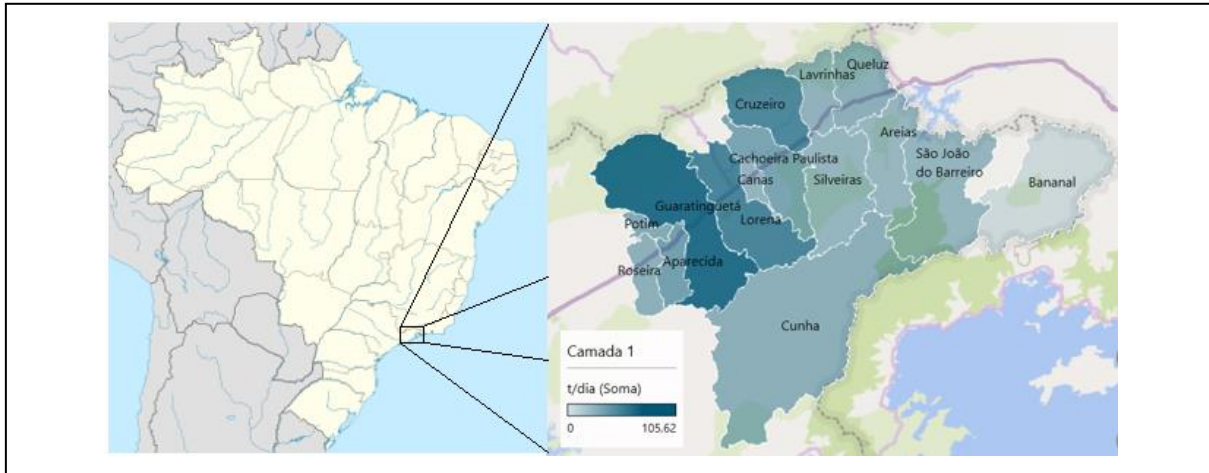 Queluz
Lavrinhas
Cruzeiro
Areias
São João
do Barreiro
Cachoeira Paulista
Canas
Silveiras
Bananal
Guaratinguetá
Potim
Lorena
Roseira
Aparecida
Cunha
Camada 1
t/dia (Soma)
0 105.62